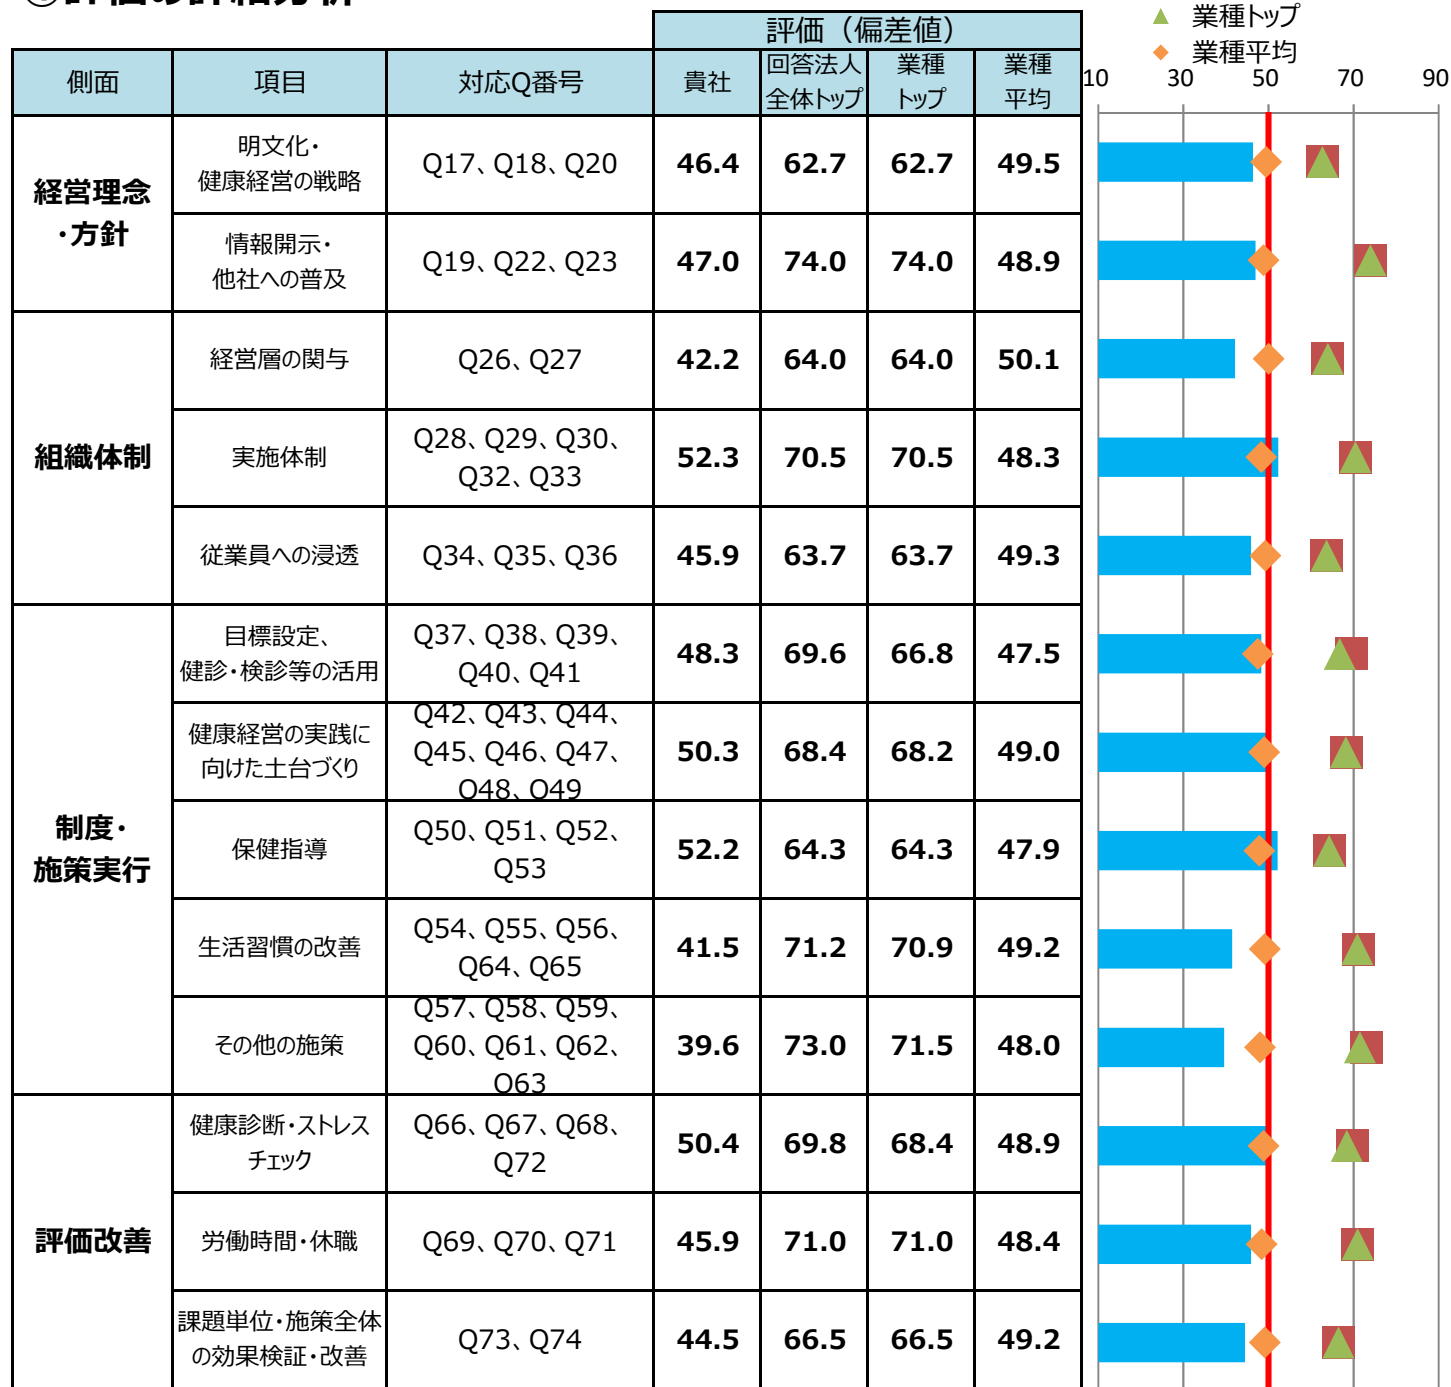 ▲ 業種トップ
◆ 業種平均
評価（偏差値）
側面 項目 対応Q番号 貴社 回答法人 業種 業種
全体トップ トップ 平均
10 30 50 70 90
経営理念
・方針
明文化・
健康経営の戦略
Q17、Q18、Q20 46.4 62.7 62.7 49.5
情報開示・
他社への普及
Q19、Q22、Q23 47.0 74.0 74.0 48.9
組織体制
経営層の関与 Q26、Q27 42.2 64.0 64.0 50.1
実施体制
Q28、Q29、Q30、
Q32、Q33
52.3 70.5 70.5 48.3
従業員への浸透 Q34、Q35、Q36 45.9 63.7 63.7 49.3
制度・
施策実行
目標設定、
健診・検診等の活用
Q37、Q38、Q39、
Q40、Q41
48.3 69.6 66.8 47.5
健康経営の実践に
向けた土台づくり
Q42、Q43、Q44、
Q45、Q46、Q47、
Q48、Q49
50.3 68.4 68.2 49.0
保健指導
Q50、Q51、Q52、
Q53
52.2 64.3 64.3 47.9
生活習慣の改善
Q54、Q55、Q56、
Q64、Q65
41.5 71.2 70.9 49.2
その他の施策
Q57、Q58、Q59、
Q60、Q61、Q62、
Q63
39.6 73.0 71.5 48.0
評価改善
健康診断・ストレス
チェック
Q66、Q67、Q68、
Q72
50.4 69.8 68.4 48.9
労働時間・休職 Q69、Q70、Q71 45.9 71.0 71.0 48.4
課題単位・施策全体
の効果検証・改善
Q73、Q74 44.5 66.5 66.5 49.2